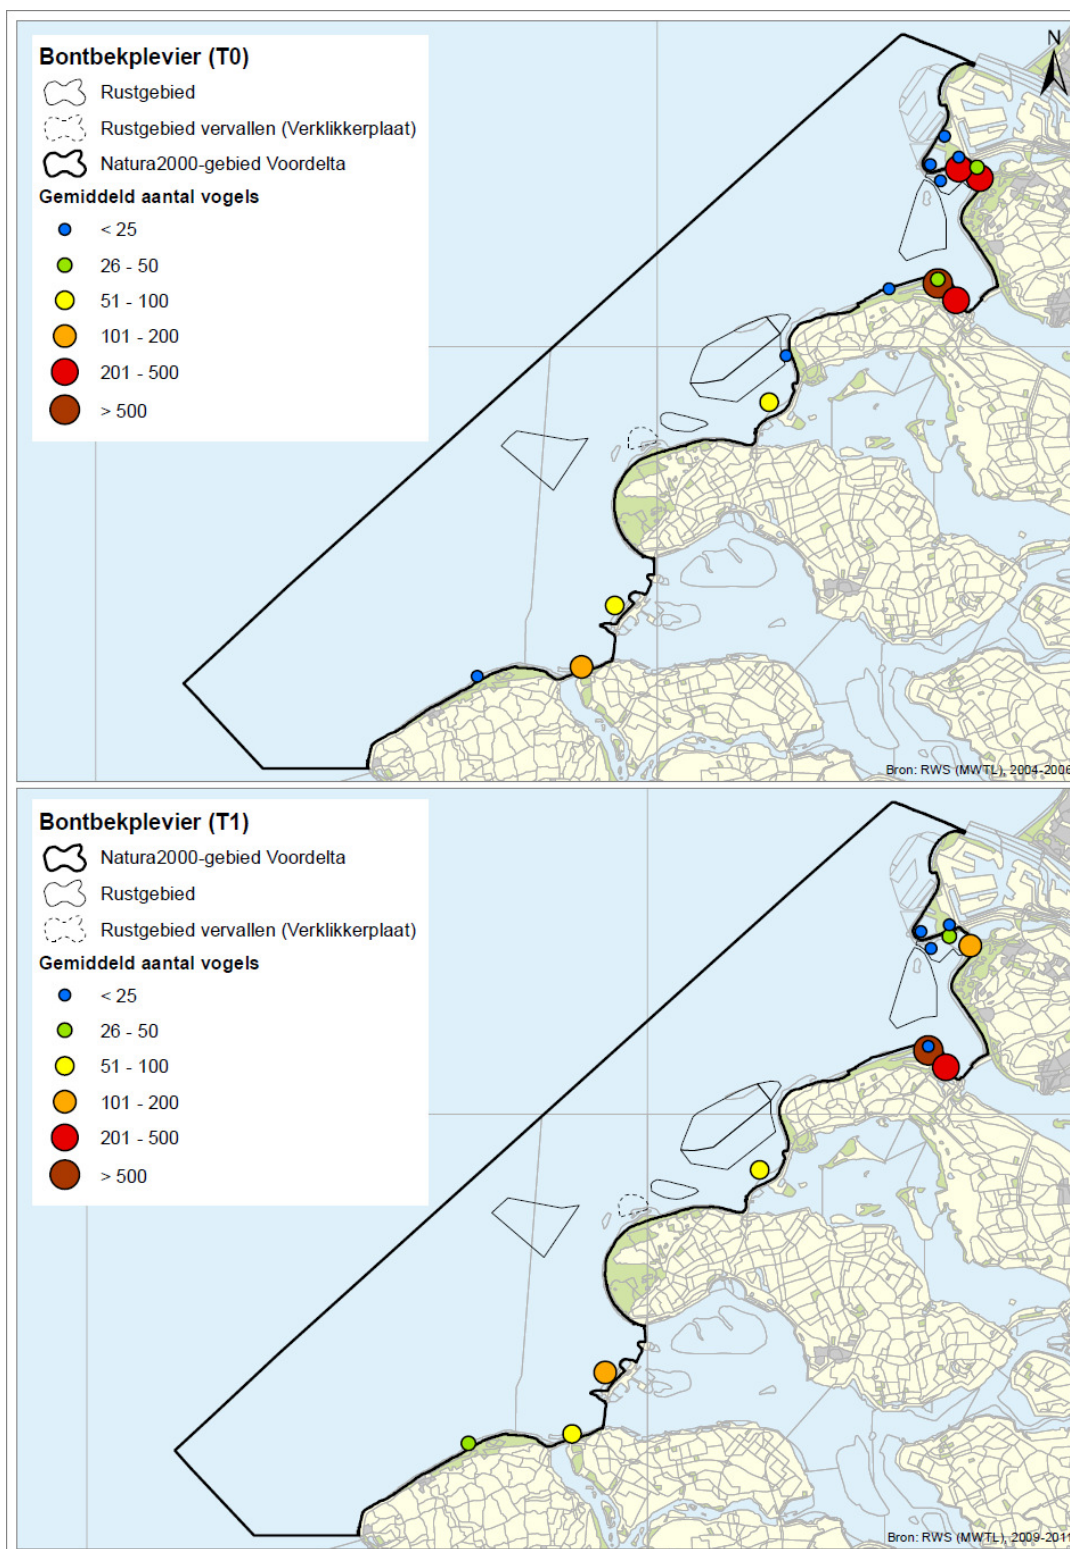 Bontbekplevier (T0)
Rustgebied
Rustgebied vervallen (Verklikkerplaat)
Natura2000-gebied Voordelta
Gemiddeld aantal vogels
< 25
26 - 50
51 - 100
101 - 200
201 - 500
> 500
N
Bron: RWS (MWTL), 2004-2006
Bontbekplevier (T1)
Natura2000-gebied Voordelta
Rustgebied
Rustgebied vervallen (Verklikkerplaat)
Gemiddeld aantal vogels
< 25
26 - 50
51 - 100
101 - 200
201 - 500
> 500
Bron: RWS (MWTL), 2009-2011